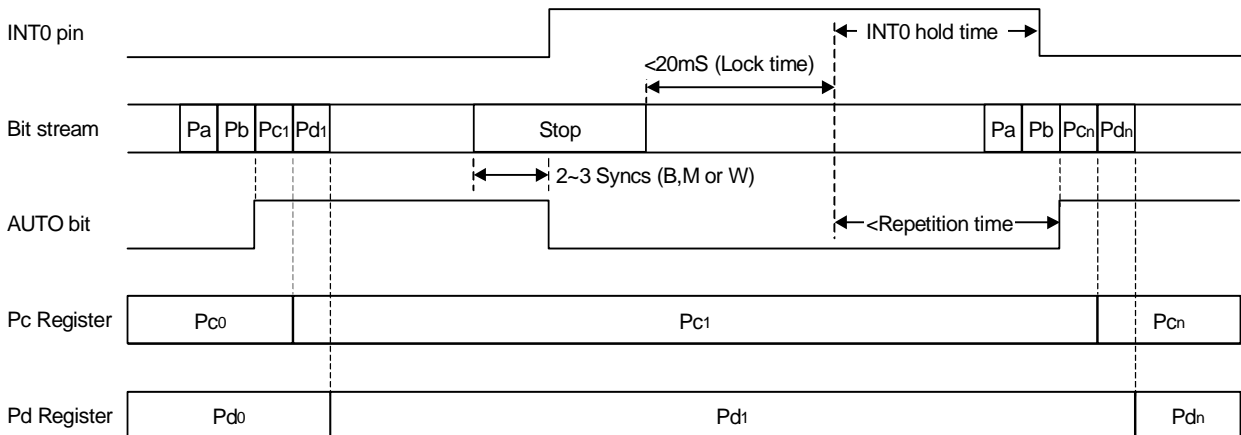 INT0 pin
INT0 hold time
<20mS (Lock time)
Bit stream
Pa Pb Pc1 Pd1 Stop Pa Pb Pcn Pdn
2~3 Syncs (B,M or W)
AUTO bit
<Repetition time
Pc Register
Pc0 Pc1 Pcn
Pd Register
Pd0 Pd1 Pdn